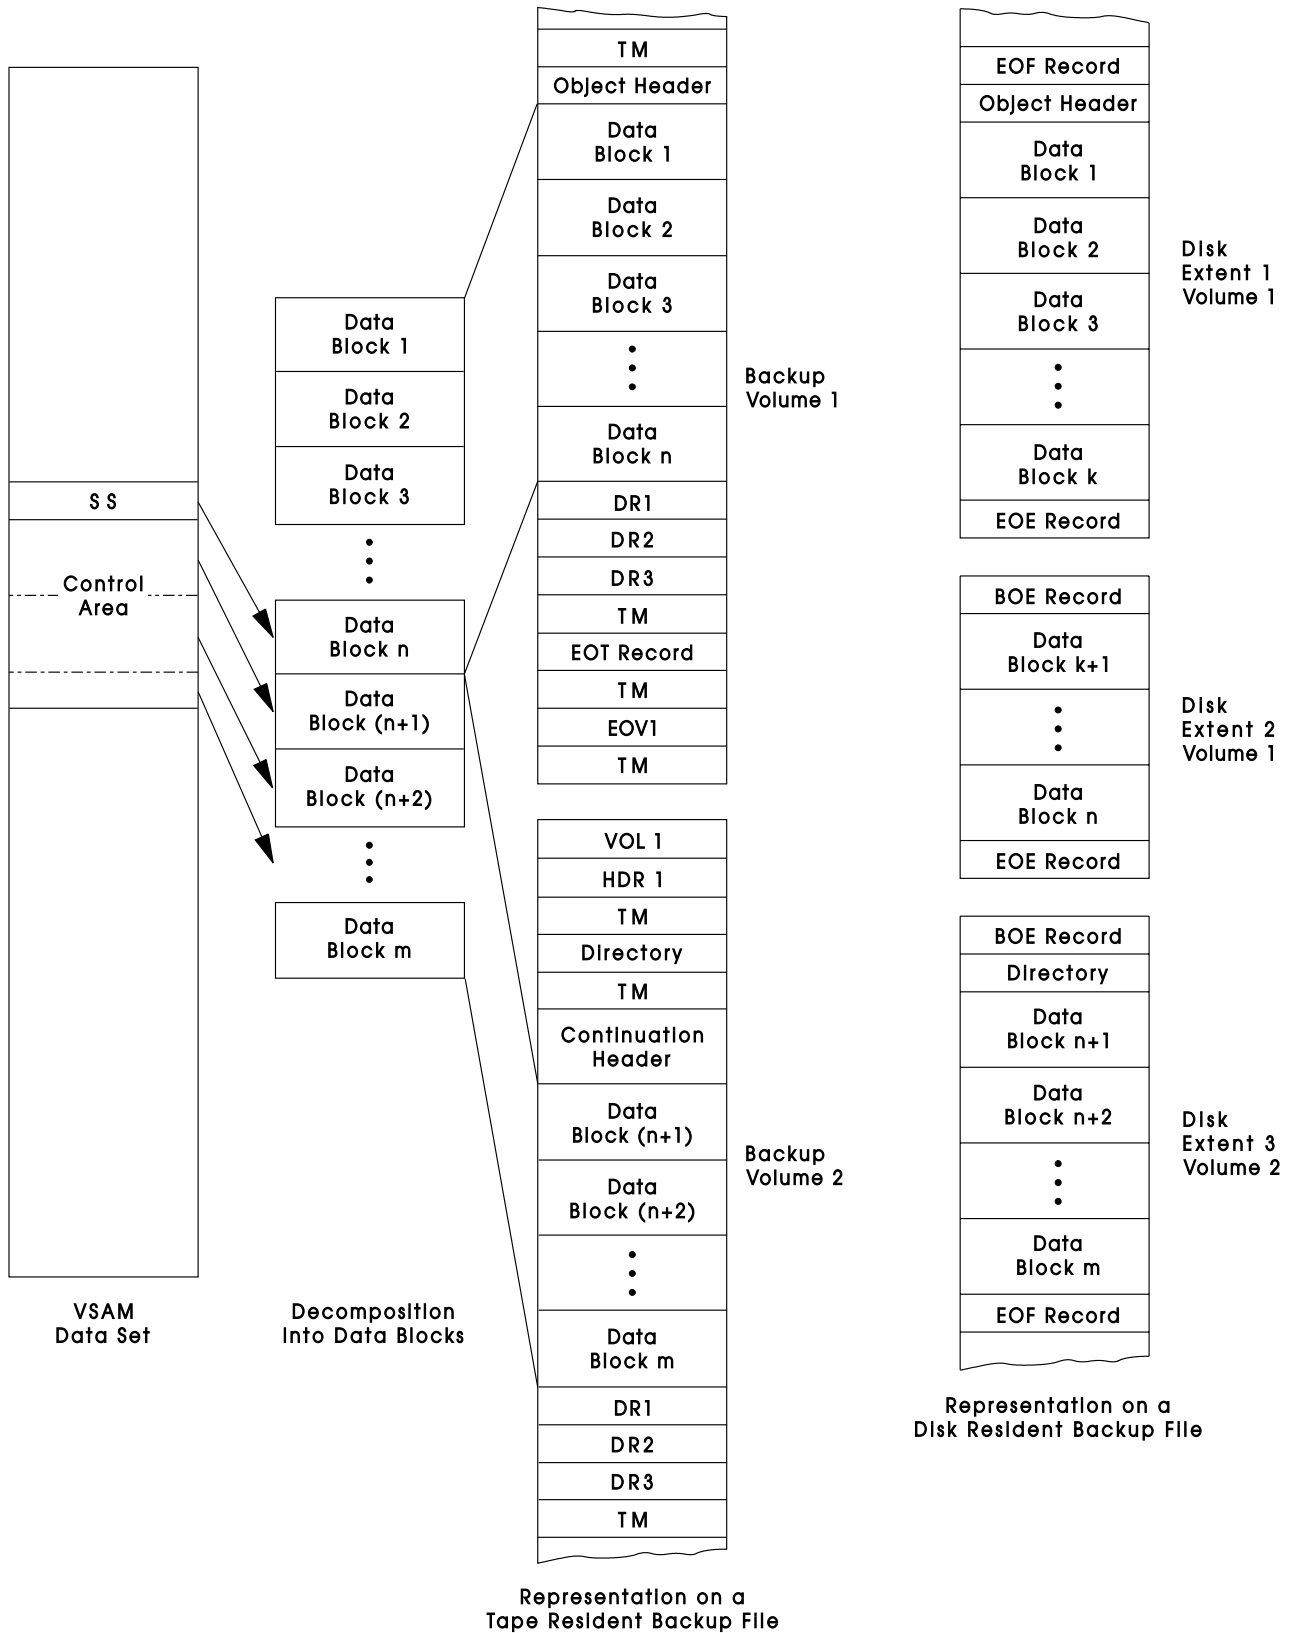 SS
Control
Area
VSAM
Data Set
Data
Block 1
Data
Block 2
Data
Block 3
Data
Block n
Data
Block (n+1)
Data
Block (n+2)
Data
Block m
Decomposition
into Data Blocks
TM
Object Header
Data
Block 1
Data
Block 2
Data
Block 3
Data
Block n
DR1
DR2
DR3
TM
EOT Record
TM
EOV1
TM
Backup
Volume 1
VOL 1
HDR 1
TM
Directory
TM
Continuation
Header
Data
Block (n+1)
Data
Block (n+2)
Data
Block m
DR1
DR2
DR3
TM
Backup
Volume 2
Representation on a
Tape Resident Backup File
EOF Record
Object Header
Data
Block 1
Data
Block 2
Data
Block 3
Data
Block k
EOE Record
Disk
Extent 1
Volume 1
BOE Record
Data
Block k+1
Data
Block n
EOE Record
Disk
Extent 2
Volume 1
BOE Record
Directory
Data
Block n+1
Data
Block n+2
Data
Block m
EOF Record
Disk
Extent 3
Volume 2
Representation on a
Disk Resident Backup File